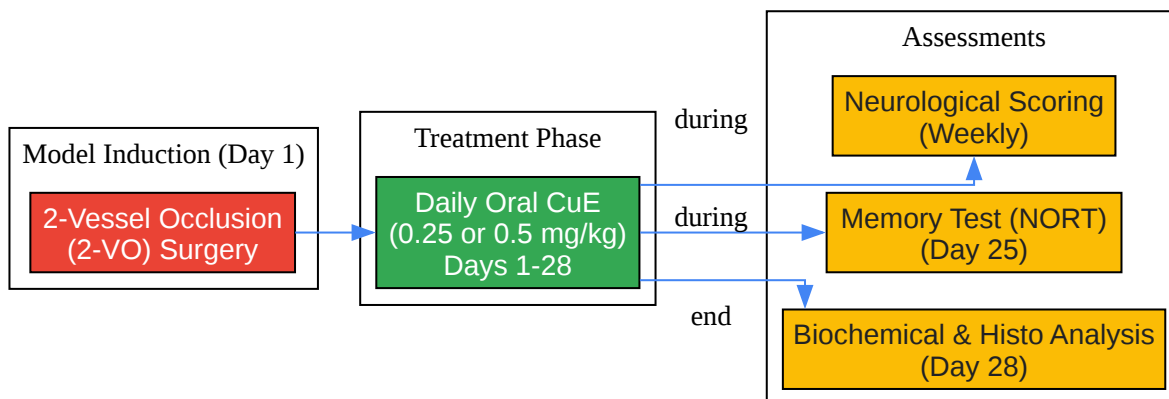 Model Induction (Day 1)
2-Vessel Occlusion
(2-VO) Surgery
Treatment Phase
Daily Oral CuE
(0.25 or 0.5 mg/kg)
Days 1-28
during
during
end
Assessments
Neurological Scoring
(Weekly)
Memory Test (NORT)
(Day 25)
Biochemical & Histo Analysis
(Day 28)